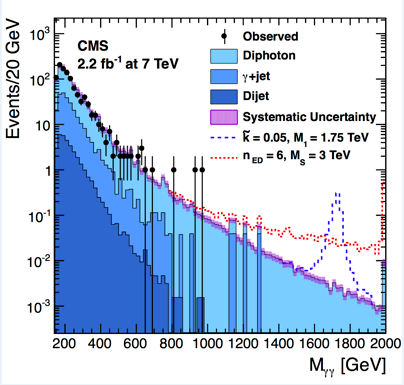 Events/20 GeV
CMS
2.2 fb⁻¹ at 7 TeV
Observed
Diphoton
γ+jet
Dijet
Systematic Uncertainty
k̃ = 0.05, M₁ = 1.75 TeV
n_ED = 6, M_S = 3 TeV
10³
10²
10
1
10⁻¹
10⁻²
10⁻³
200 400 600 800 1000 1200 1400 1600 1800 2000
M_γγ [GeV]